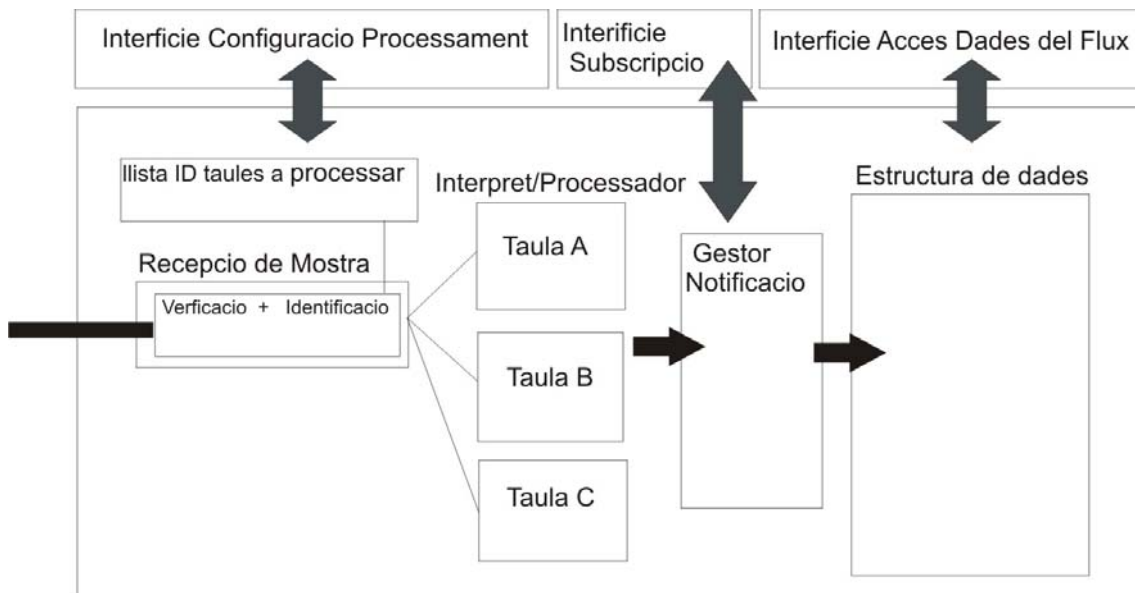 Interficie Configuracio Processament
Interificie
Subscripcio
Interficie Acces Dades del Flux
llista ID taules a processar
Interpret/Processador
Estructura de dades
Recepcio de Mostra
Verficacio + Identificacio
Taula A
Taula B
Taula C
Gestor
Notificacio